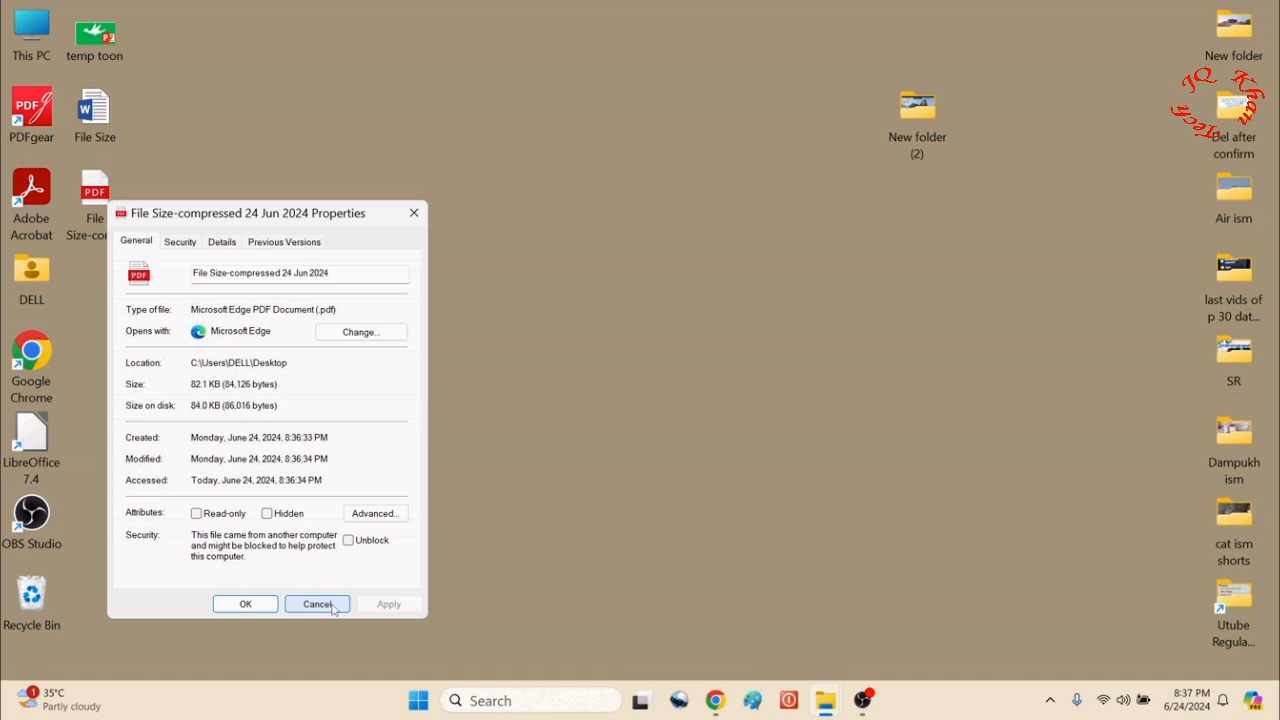 This PC
temp toon
PDFgear
File Size
Adobe
Acrobat
File
Size-co
DELL
Google
Chrome
LibreOffice
7.4
OBS Studio
Recycle Bin
New folder
(2)
New folder
JQ Khan Tech
Del after
confirm
Air ism
last vids of
p 30 dat...
SR
Dampukh
ism
cat ism
shorts
Utube
Regula...
File Size-compressed 24 Jun 2024 Properties
General Security Details Previous Versions
PDF
File Size-compressed 24 Jun 2024
Type of file: Microsoft Edge PDF Document (.pdf)
Opens with: Microsoft Edge Change...
Location: C:\Users\DELL\Desktop
Size: 82.1 KB (84,126 bytes)
Size on disk: 84.0 KB (86,016 bytes)
Created: Monday, June 24, 2024, 8:36:33 PM
Modified: Monday, June 24, 2024, 8:36:34 PM
Accessed: Today, June 24, 2024, 8:36:34 PM
Attributes: Read-only Hidden Advanced...
Security: This file came from another computer
and might be blocked to help protect
this computer.
Unblock
OK Cancel Apply
1
35°C
Partly cloudy
Search
8:37 PM
6/24/2024